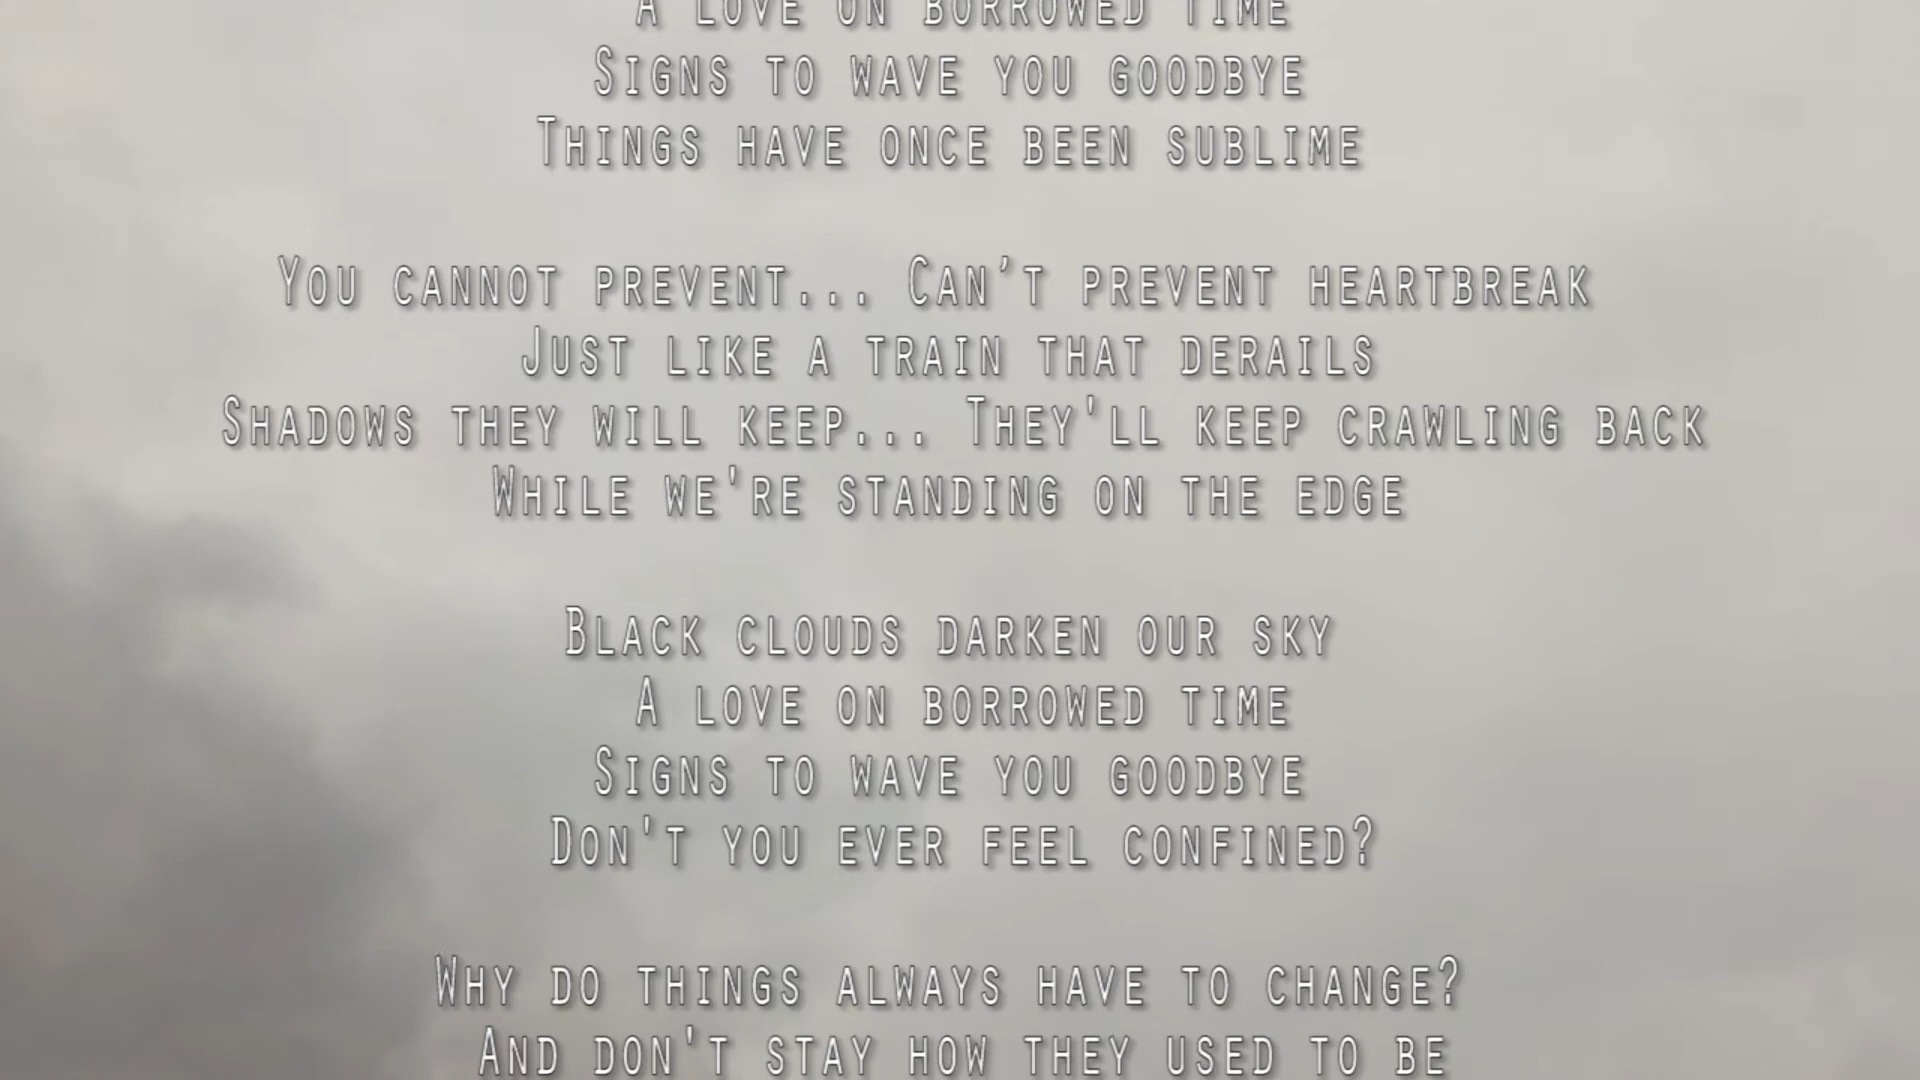 A LOVE ON BORROWED TIME
SIGNS TO WAVE YOU GOODBYE
THINGS HAVE ONCE BEEN SUBLIME
YOU CANNOT PREVENT... CAN’T PREVENT HEARTBREAK
JUST LIKE A TRAIN THAT DERAILS
SHADOWS THEY WILL KEEP... THEY'LL KEEP CRAWLING BACK
WHILE WE'RE STANDING ON THE EDGE
BLACK CLOUDS DARKEN OUR SKY
A LOVE ON BORROWED TIME
SIGNS TO WAVE YOU GOODBYE
DON'T YOU EVER FEEL CONFINED?
WHY DO THINGS ALWAYS HAVE TO CHANGE?
AND DON'T STAY HOW THEY USED TO BE